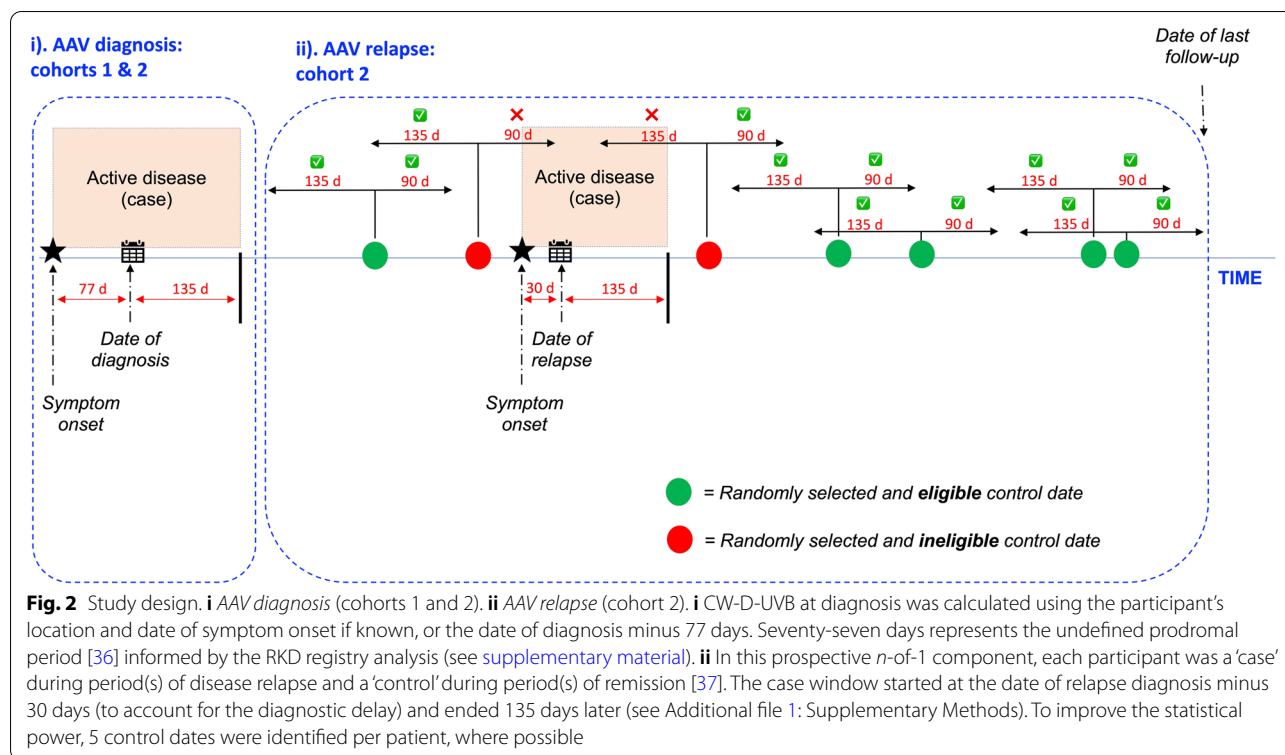 i). AAV diagnosis:
cohorts 1 & 2
ii). AAV relapse:
cohort 2
Date of last
follow-up
135 d 90 d
135 d 90 d
135 d 90 d
135 d 90 d
135 d 90 d
135 d 90 d
135 d 90 d
135 d 90 d
Active disease
(case)
Active disease
(case)
TIME
77 d 135 d
30 d 135 d
Date of
diagnosis
Date of
relapse
Symptom
onset
Symptom
onset
= Randomly selected and eligible control date
= Randomly selected and ineligible control date
Fig. 2 Study design. i AAV diagnosis (cohorts 1 and 2). ii AAV relapse (cohort 2). i CW-D-UVB at diagnosis was calculated using the participant's
location and date of symptom onset if known, or the date of diagnosis minus 77 days. Seventy-seven days represents the undefined prodromal
period [36] informed by the RKD registry analysis (see supplementary material). ii In this prospective n-of-1 component, each participant was a 'case'
during period(s) of disease relapse and a 'control' during period(s) of remission [37]. The case window started at the date of relapse diagnosis minus
30 days (to account for the diagnostic delay) and ended 135 days later (see Additional file 1: Supplementary Methods). To improve the statistical
power, 5 control dates were identified per patient, where possible